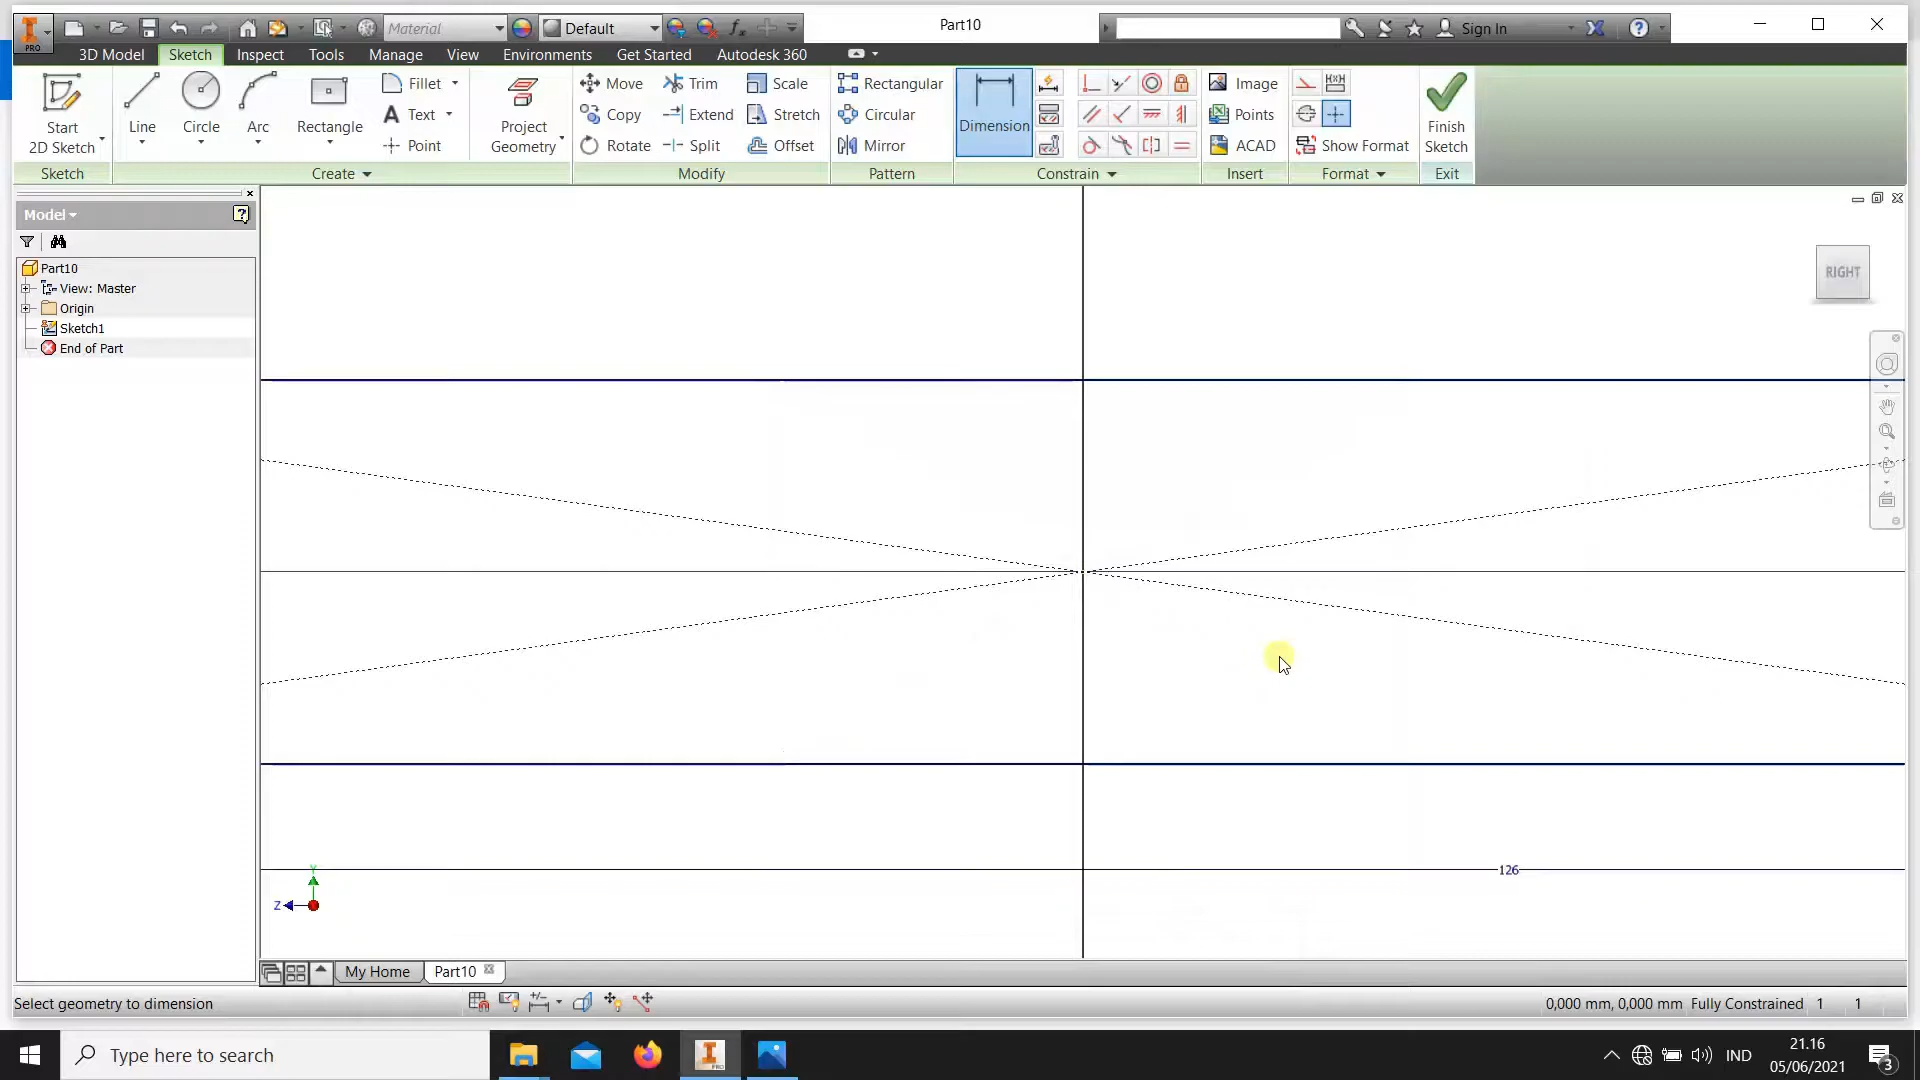 Material
Default
Part10
Sign In
PRO
3D Model
Sketch
Inspect
Tools
Manage
View
Environments
Get Started
Autodesk 360
Start
2D Sketch
Line
Circle
Arc
Rectangle
Fillet
Text
Point
Project
Geometry
Move
Copy
Rotate
Trim
Extend
Split
Scale
Stretch
Offset
Rectangular
Circular
Mirror
Dimension
Image
Points
ACAD
Show Format
Finish
Sketch
Sketch
Create
Modify
Pattern
Constrain
Insert
Format
Exit
Model
Part10
View: Master
Origin
Sketch1
End of Part
RIGHT
126
Y
Z
My Home
Part10
Select geometry to dimension
0,000 mm, 0,000 mm Fully Constrained 1 1
Type here to search
PRO
IND
21.16
05/06/2021
3